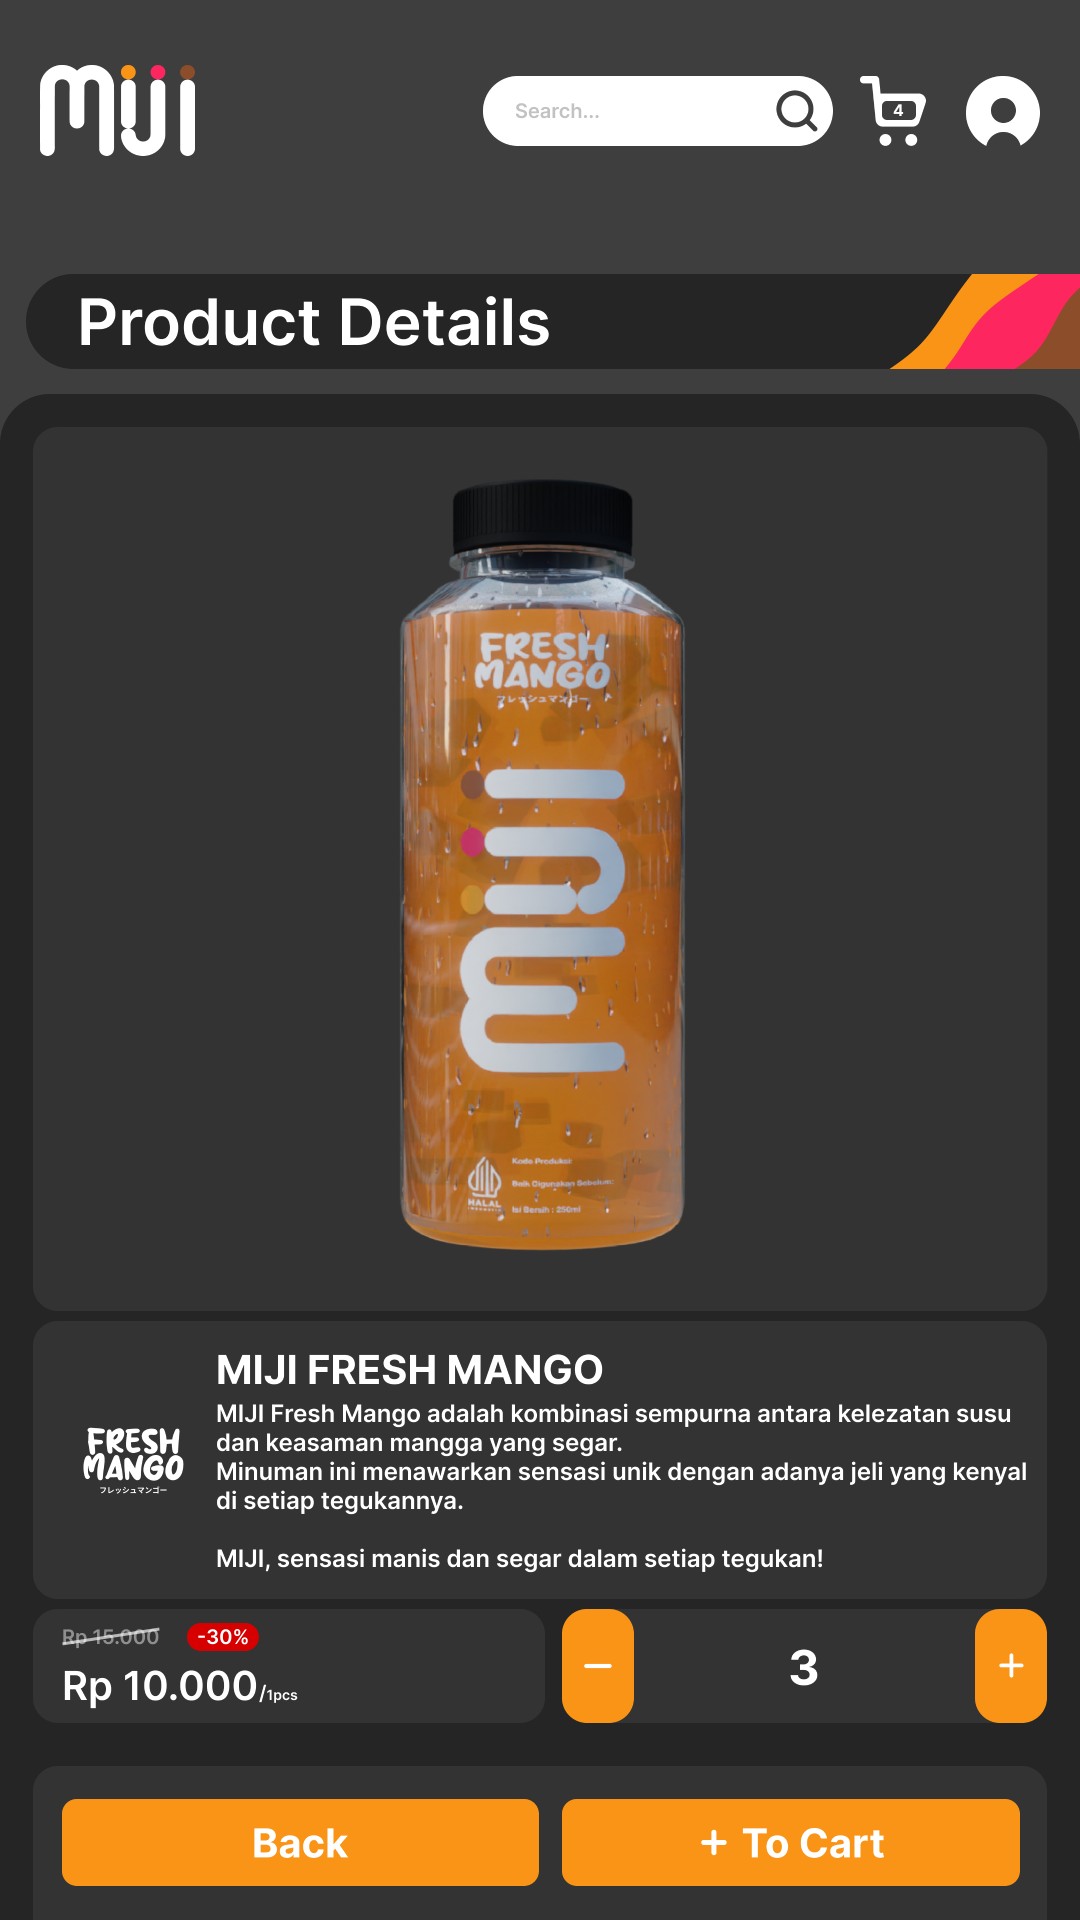 miji
Search...
4
Product Details
FRESH
MANGO
フレッシュマンゴー
miji
HALAL
INDONESIA
Kode Produksi:
Baik Digunakan Sebelum:
Isi Bersih : 250ml
FRESH
MANGO
フレッシュマンゴー
MIJI FRESH MANGO
MIJI Fresh Mango adalah kombinasi sempurna antara kelezatan susu
dan keasaman mangga yang segar.
Minuman ini menawarkan sensasi unik dengan adanya jeli yang kenyal
di setiap tegukannya.
MIJI, sensasi manis dan segar dalam setiap tegukan!
Rp 15.000 -30%
Rp 10.000/1pcs
− 3 +
Back
+ To Cart